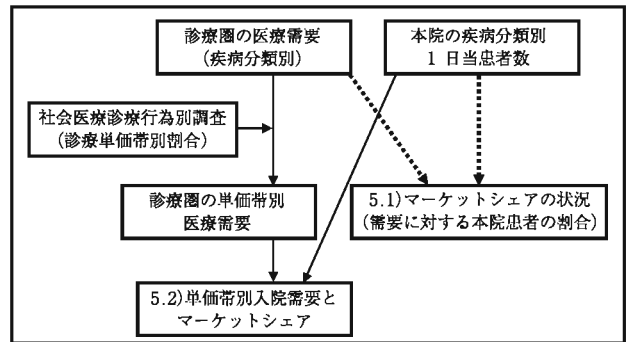 診療圏の医療需要
(疾病分類別)
本院の疾病分類別
1 日当患者数
社会医療診療行為別調査
(診療単価帯別割合)
診療圏の単価帯別
医療需要
5.1)マーケットシェアの状況
(需要に対する本院患者の割合)
5.2)単価帯別入院需要と
マーケットシェア